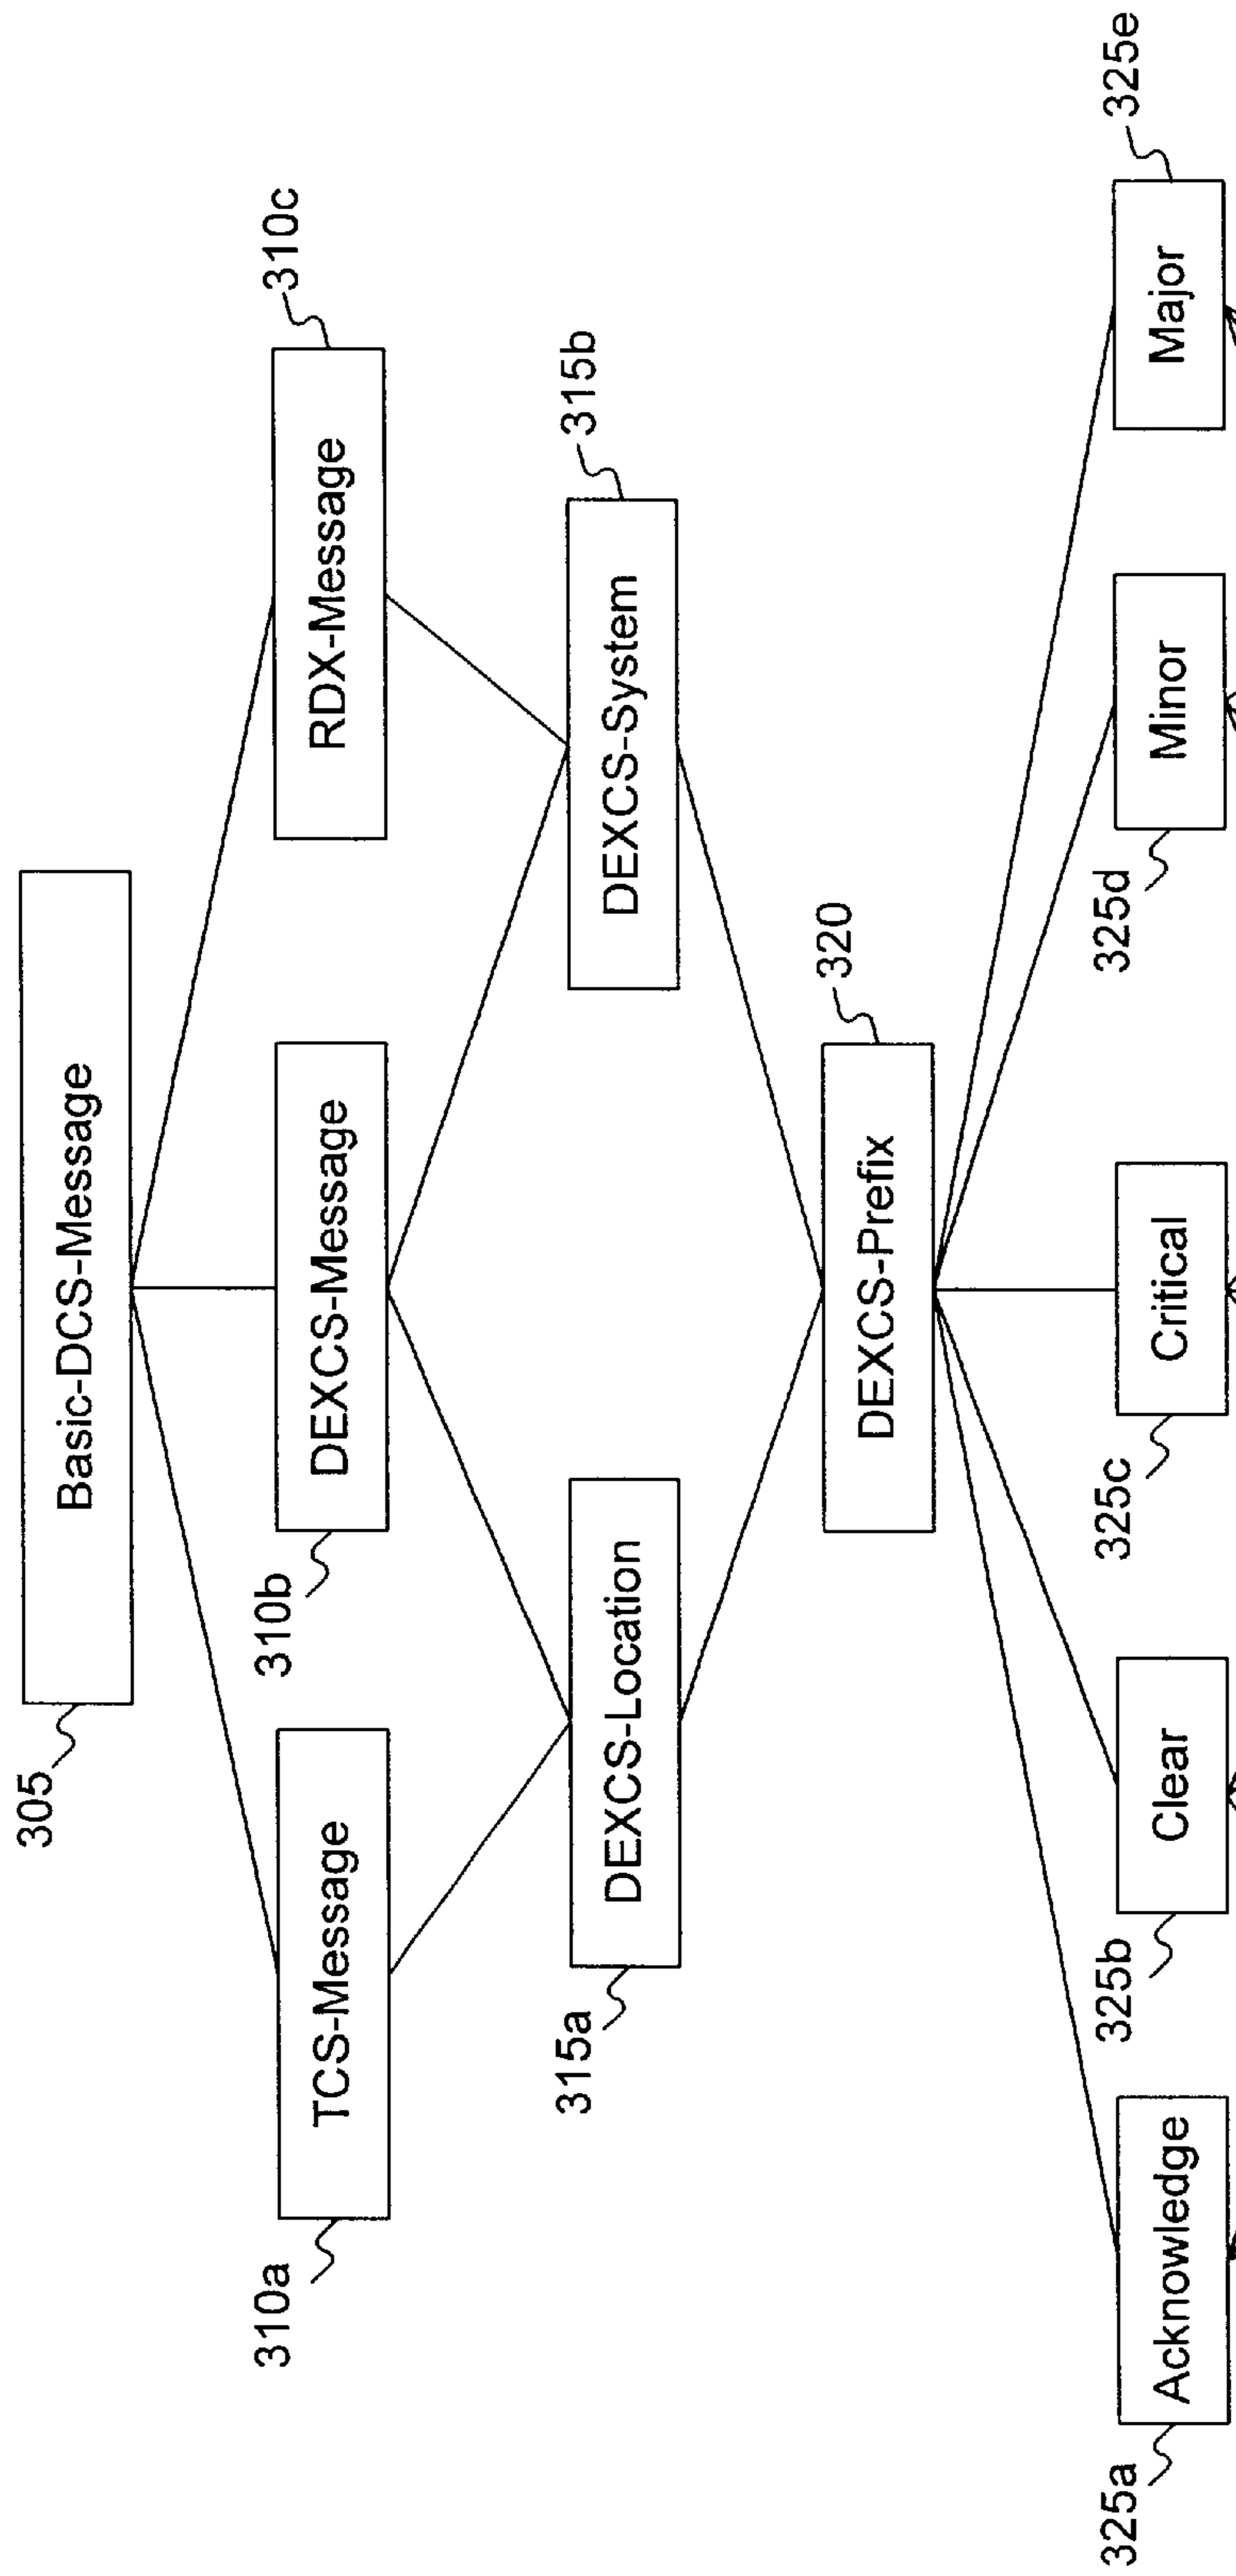 305
Basic-DCS-Message
310a
TCS-Message
310b
DEXCS-Message
RDX-Message
310c
315a
DEXCS-Location
DEXCS-System
315b
DEXCS-Prefix
320
325a
Acknowledge
325b
Clear
325c
Critical
325d
Minor
Major
325e